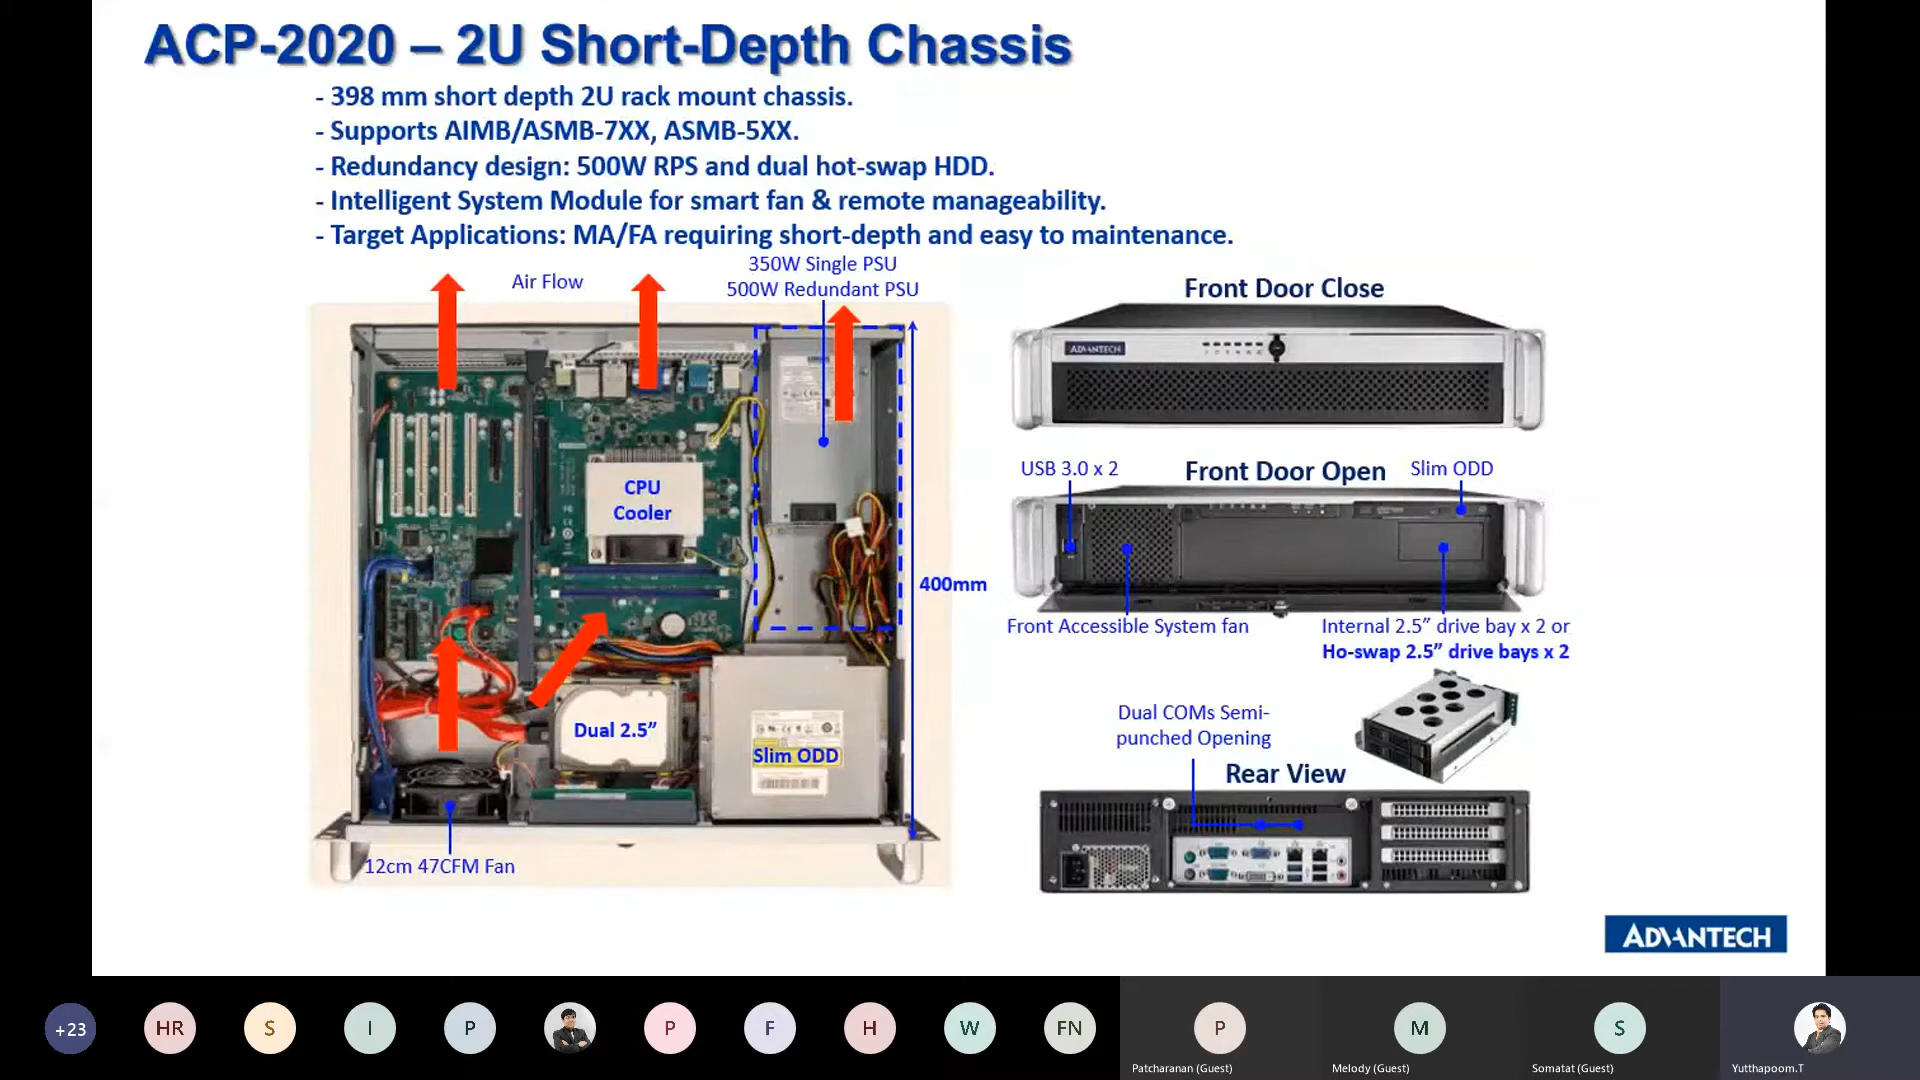 ACP-2020 – 2U Short-Depth Chassis
- 398 mm short depth 2U rack mount chassis.
- Supports AIMB/ASMB-7XX, ASMB-5XX.
- Redundancy design: 500W RPS and dual hot-swap HDD.
- Intelligent System Module for smart fan & remote manageability.
- Target Applications: MA/FA requiring short-depth and easy to maintenance.
Air Flow
350W Single PSU
500W Redundant PSU
CPU
Cooler
400mm
Dual 2.5”
Slim ODD
12cm 47CFM Fan
Front Door Close
ADVANTECH
USB 3.0 x 2
Front Door Open
Slim ODD
Front Accessible System fan
Internal 2.5” drive bay x 2 or
Ho-swap 2.5” drive bays x 2
Dual COMs Semi-
punched Opening
Rear View
ADVANTECH
+23
HR
S
I
P
P
F
H
W
FN
P
M
S
Patcharanan (Guest)
Melody (Guest)
Somatat (Guest)
Yutthapoom.T